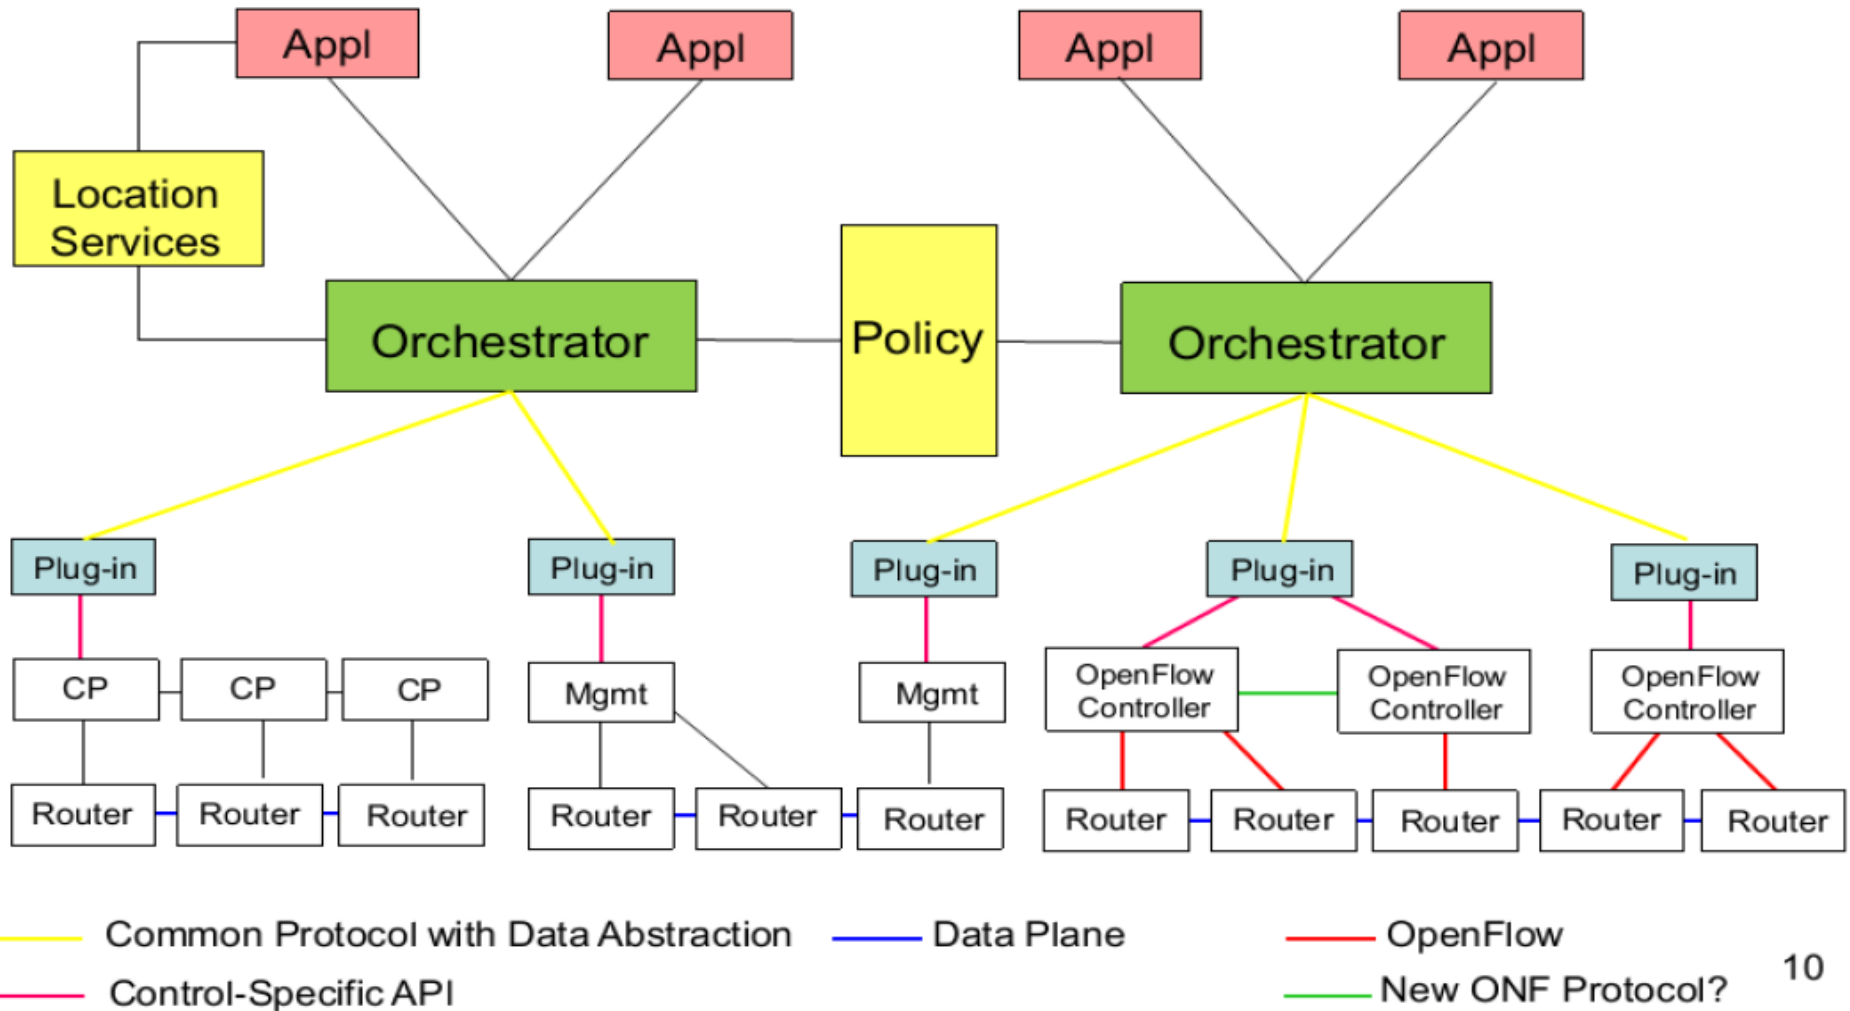 Appl
Appl
Appl
Appl
Location
Services
Orchestrator
Policy
Orchestrator
Plug-in
Plug-in
Plug-in
Plug-in
Plug-in
CP
CP
CP
Mgmt
Mgmt
OpenFlow
Controller
OpenFlow
Controller
OpenFlow
Controller
Router
Router
Router
Router
Router
Router
Router
Router
Router
Router
Router
Common Protocol with Data Abstraction
Data Plane
OpenFlow
Control-Specific API
New ONF Protocol?
10